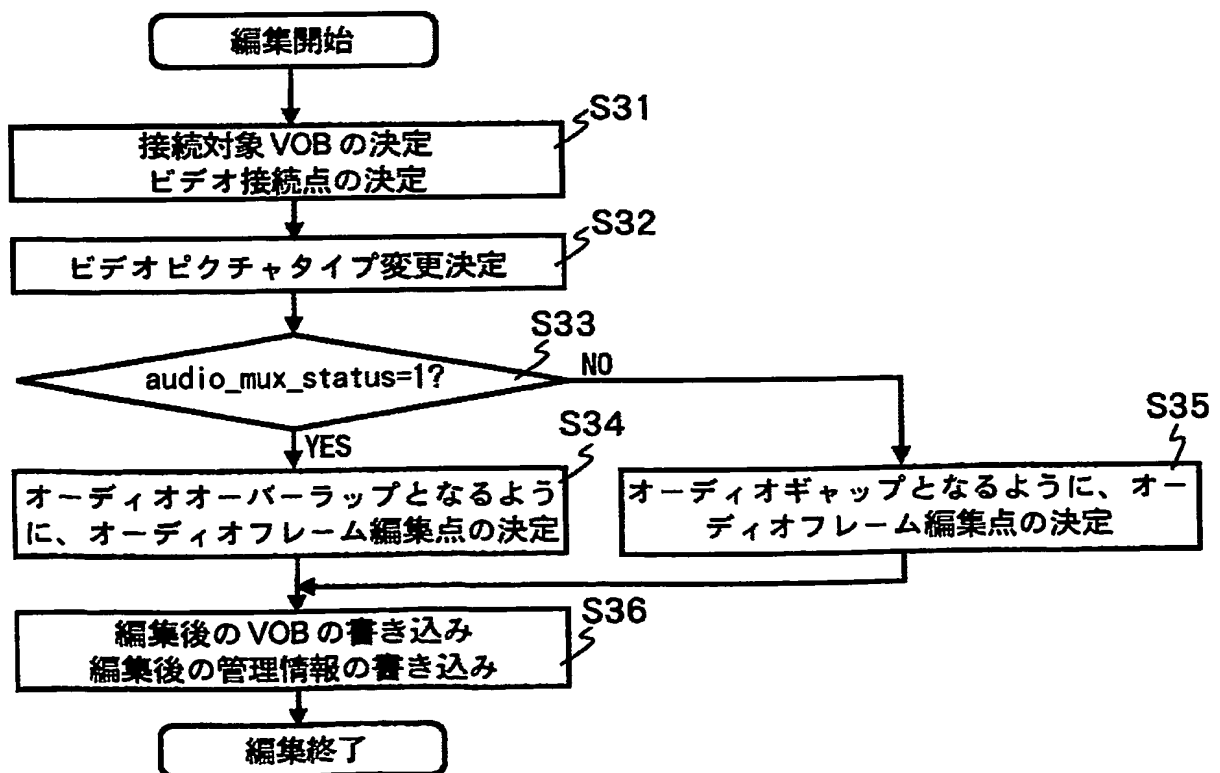 編集開始
S31
接続対象 VOB の決定
ビデオ接続点の決定
S32
ビデオピクチャタイプ変更決定
S33
audio_mux_status=1?
NO
YES
S34
オーディオオーバーラップとなるよう
に、オーディオフレーム編集点の決定
S35
オーディオギャップとなるように、オー
ディオフレーム編集点の決定
S36
編集後の VOB の書き込み
編集後の管理情報の書き込み
編集終了